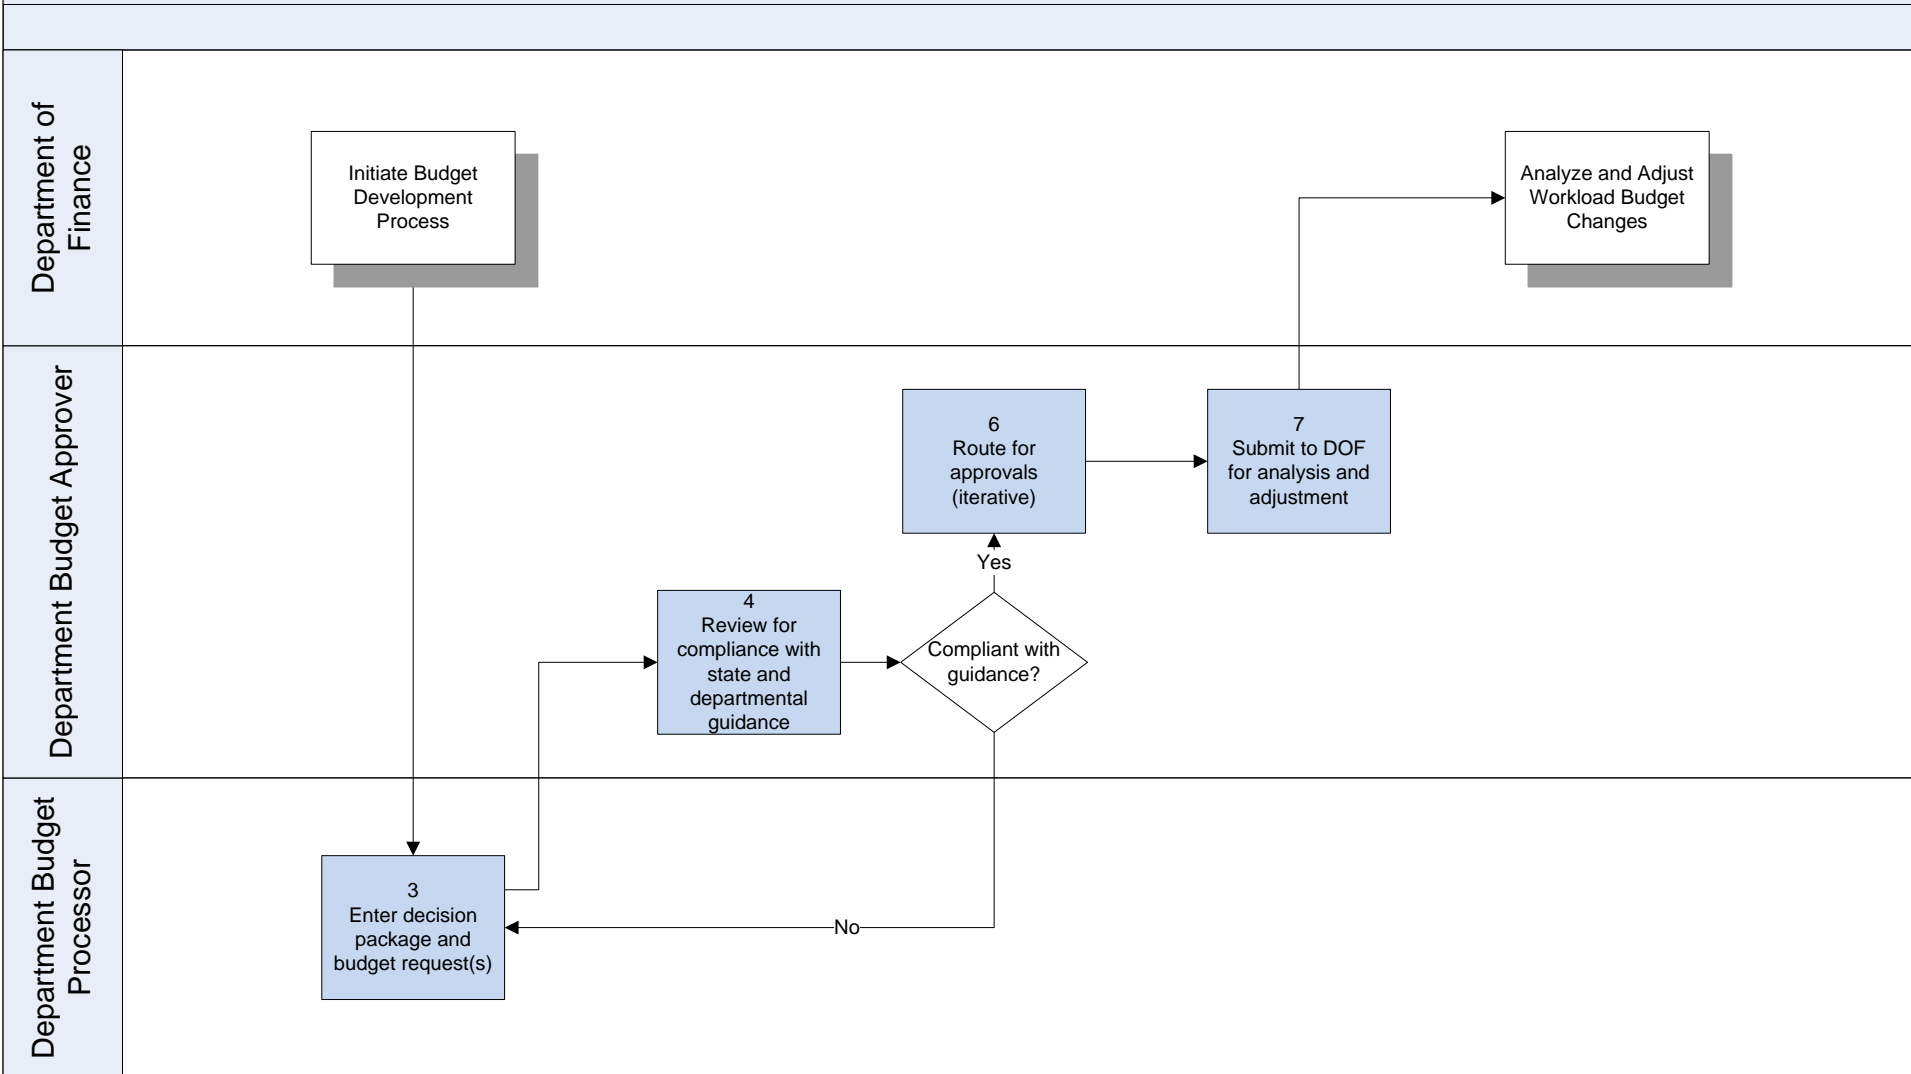 Department of
Finance
Initiate Budget
Development
Process
Analyze and Adjust
Workload Budget
Changes
Department Budget Approver
6
Route for
approvals
(iterative)
7
Submit to DOF
for analysis and
adjustment
Yes
4
Review for
compliance with
state and
departmental
guidance
Compliant with
guidance?
Department Budget
Processor
3
Enter decision
package and
budget request(s)
No